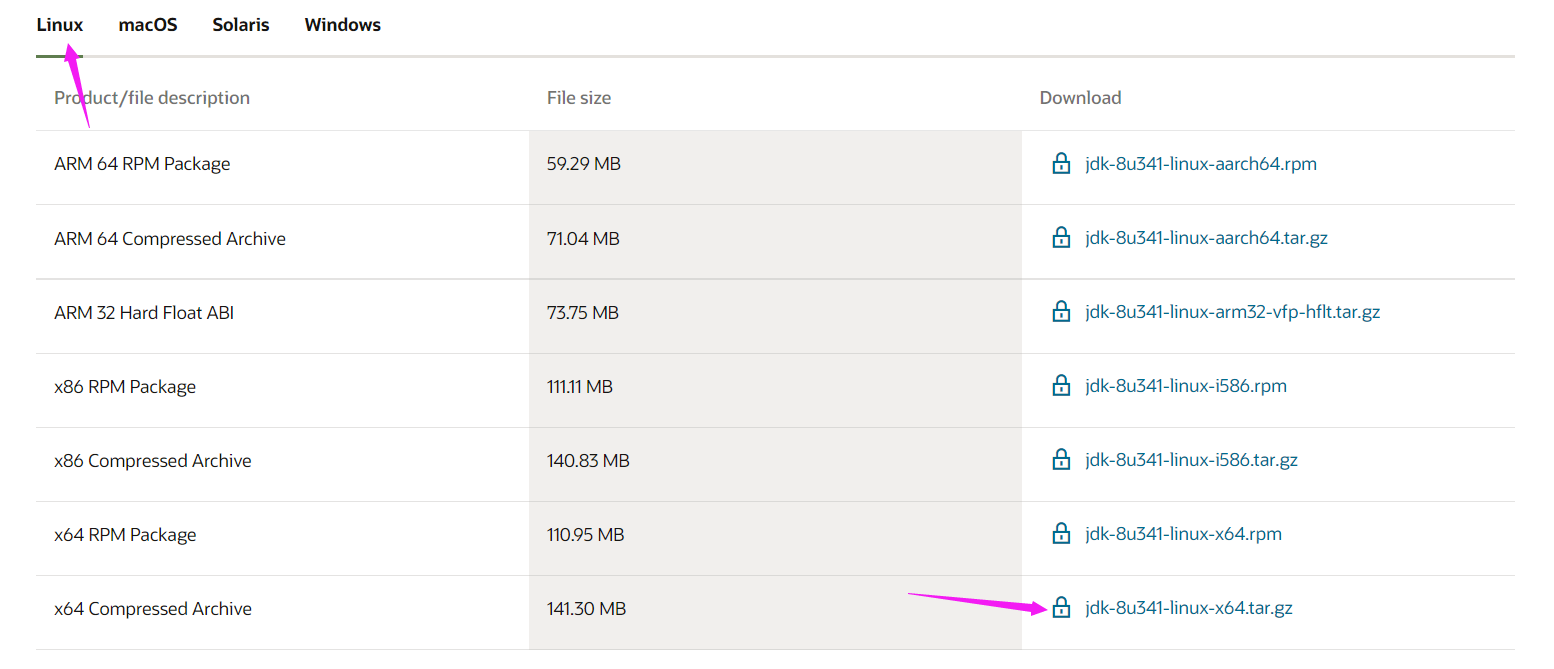 Linux macOS Solaris Windows
Product/file description File size Download
ARM 64 RPM Package 59.29 MB jdk-8u341-linux-aarch64.rpm
ARM 64 Compressed Archive 71.04 MB jdk-8u341-linux-aarch64.tar.gz
ARM 32 Hard Float ABI 73.75 MB jdk-8u341-linux-arm32-vfp-hflt.tar.gz
x86 RPM Package 111.11 MB jdk-8u341-linux-i586.rpm
x86 Compressed Archive 140.83 MB jdk-8u341-linux-i586.tar.gz
x64 RPM Package 110.95 MB jdk-8u341-linux-x64.rpm
x64 Compressed Archive 141.30 MB jdk-8u341-linux-x64.tar.gz